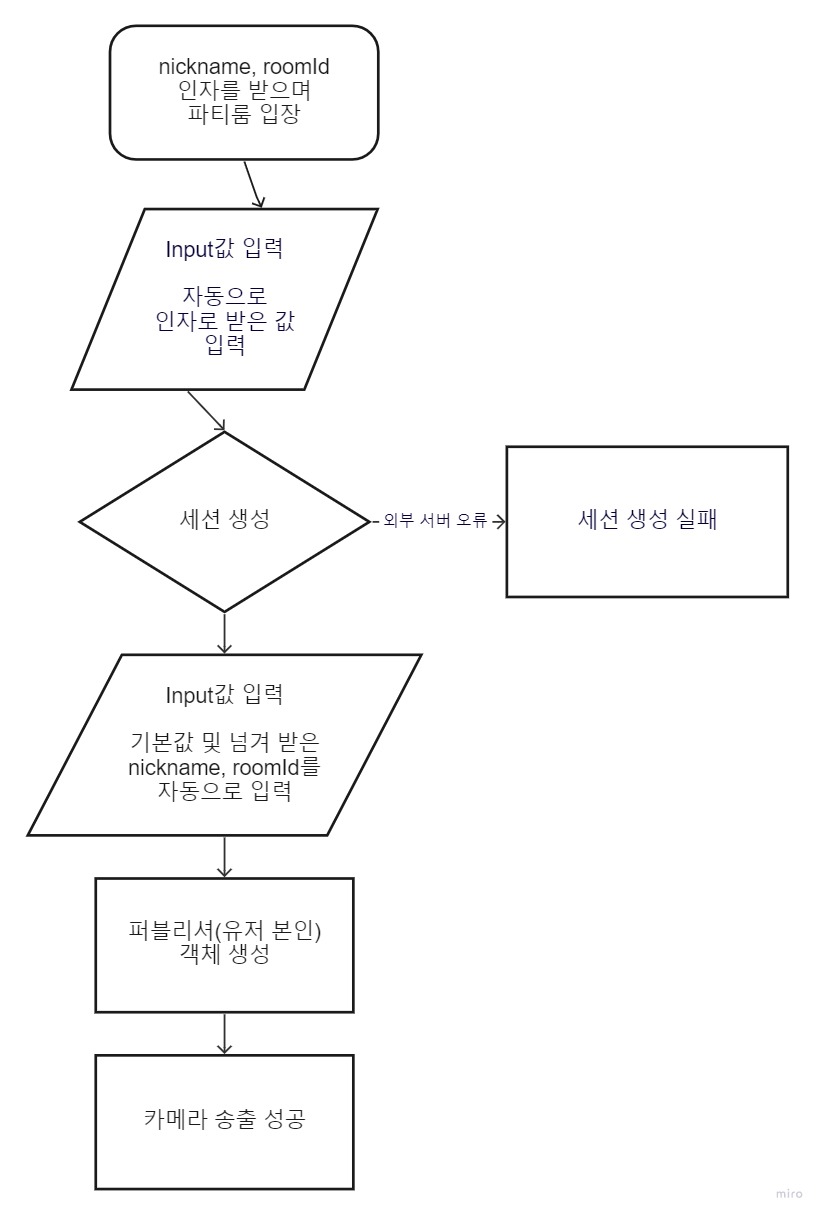 nickname, roomId
인자를 받으며
파티룸 입장
Input값 입력
자동으로
인자로 받은 값
입력
세션 생성
외부 서버 오류
세션 생성 실패
Input값 입력
기본값 및 넘겨 받은
nickname, roomId를
자동으로 입력
퍼블리셔(유저 본인)
객체 생성
카메라 송출 성공
miro